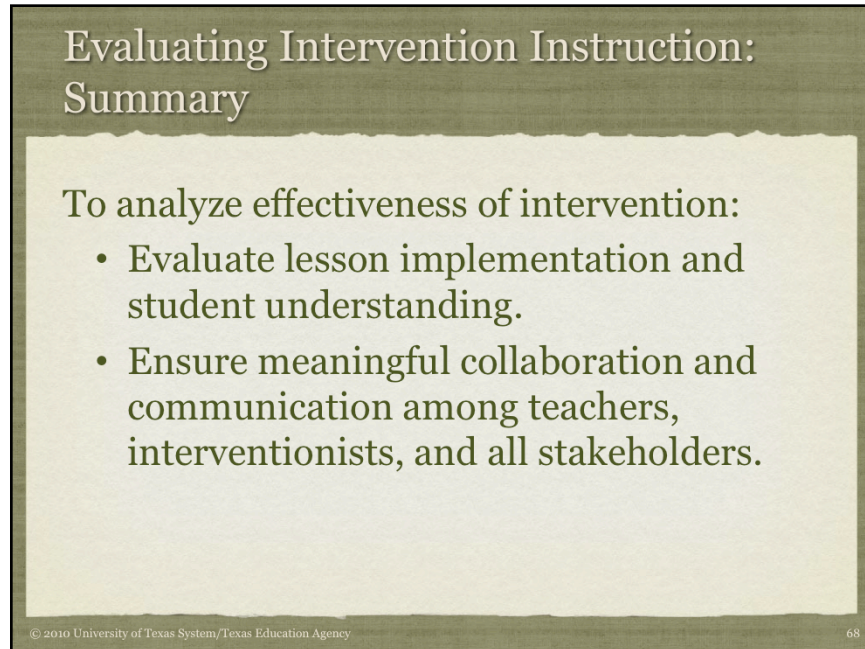 Evaluating Intervention Instruction:
Summary
To analyze effectiveness of intervention:
• Evaluate lesson implementation and
student understanding.
• Ensure meaningful collaboration and
communication among teachers,
interventionists, and all stakeholders.
© 2010 University of Texas System/Texas Education Agency
68